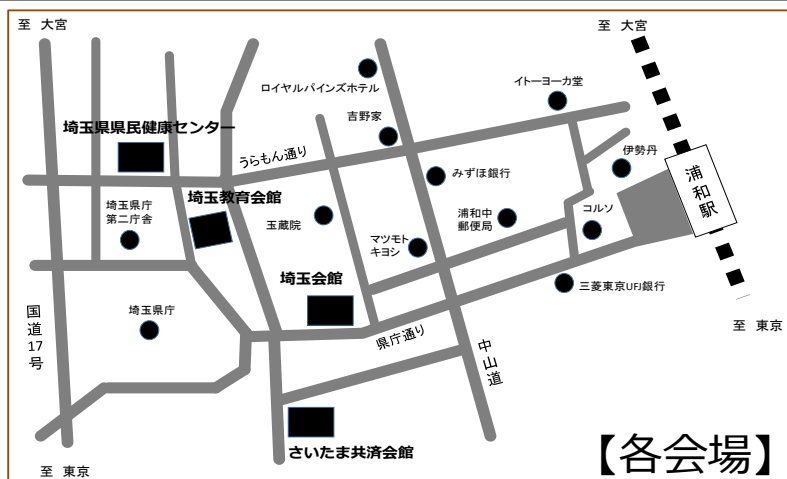 至 大宮
至 大宮
ロイヤルパインズホテル
イトーヨーカ堂
吉野家
埼玉県県民健康センター
うらもん通り
伊勢丹
浦和駅
みずほ銀行
埼玉教育会館
埼玉県庁
第二庁舎
玉蔵院
浦和中
郵便局
コルソ
マツモト
キヨシ
埼玉会館
三菱東京UFJ銀行
国道17号
埼玉県庁
県庁通り
中山道
至 東京
さいたま共済会館
【各会場】
至 東京